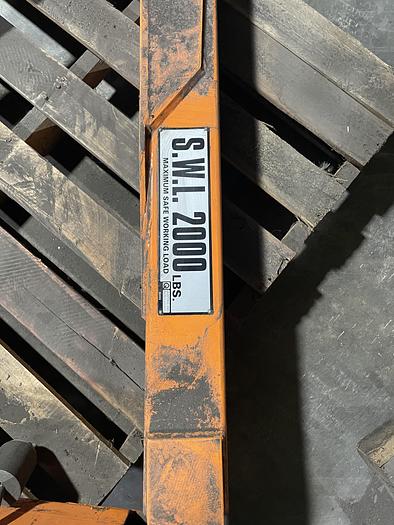 S.W.L. 2000 LBS.
MAXIMUM SAFE WORKING LOAD